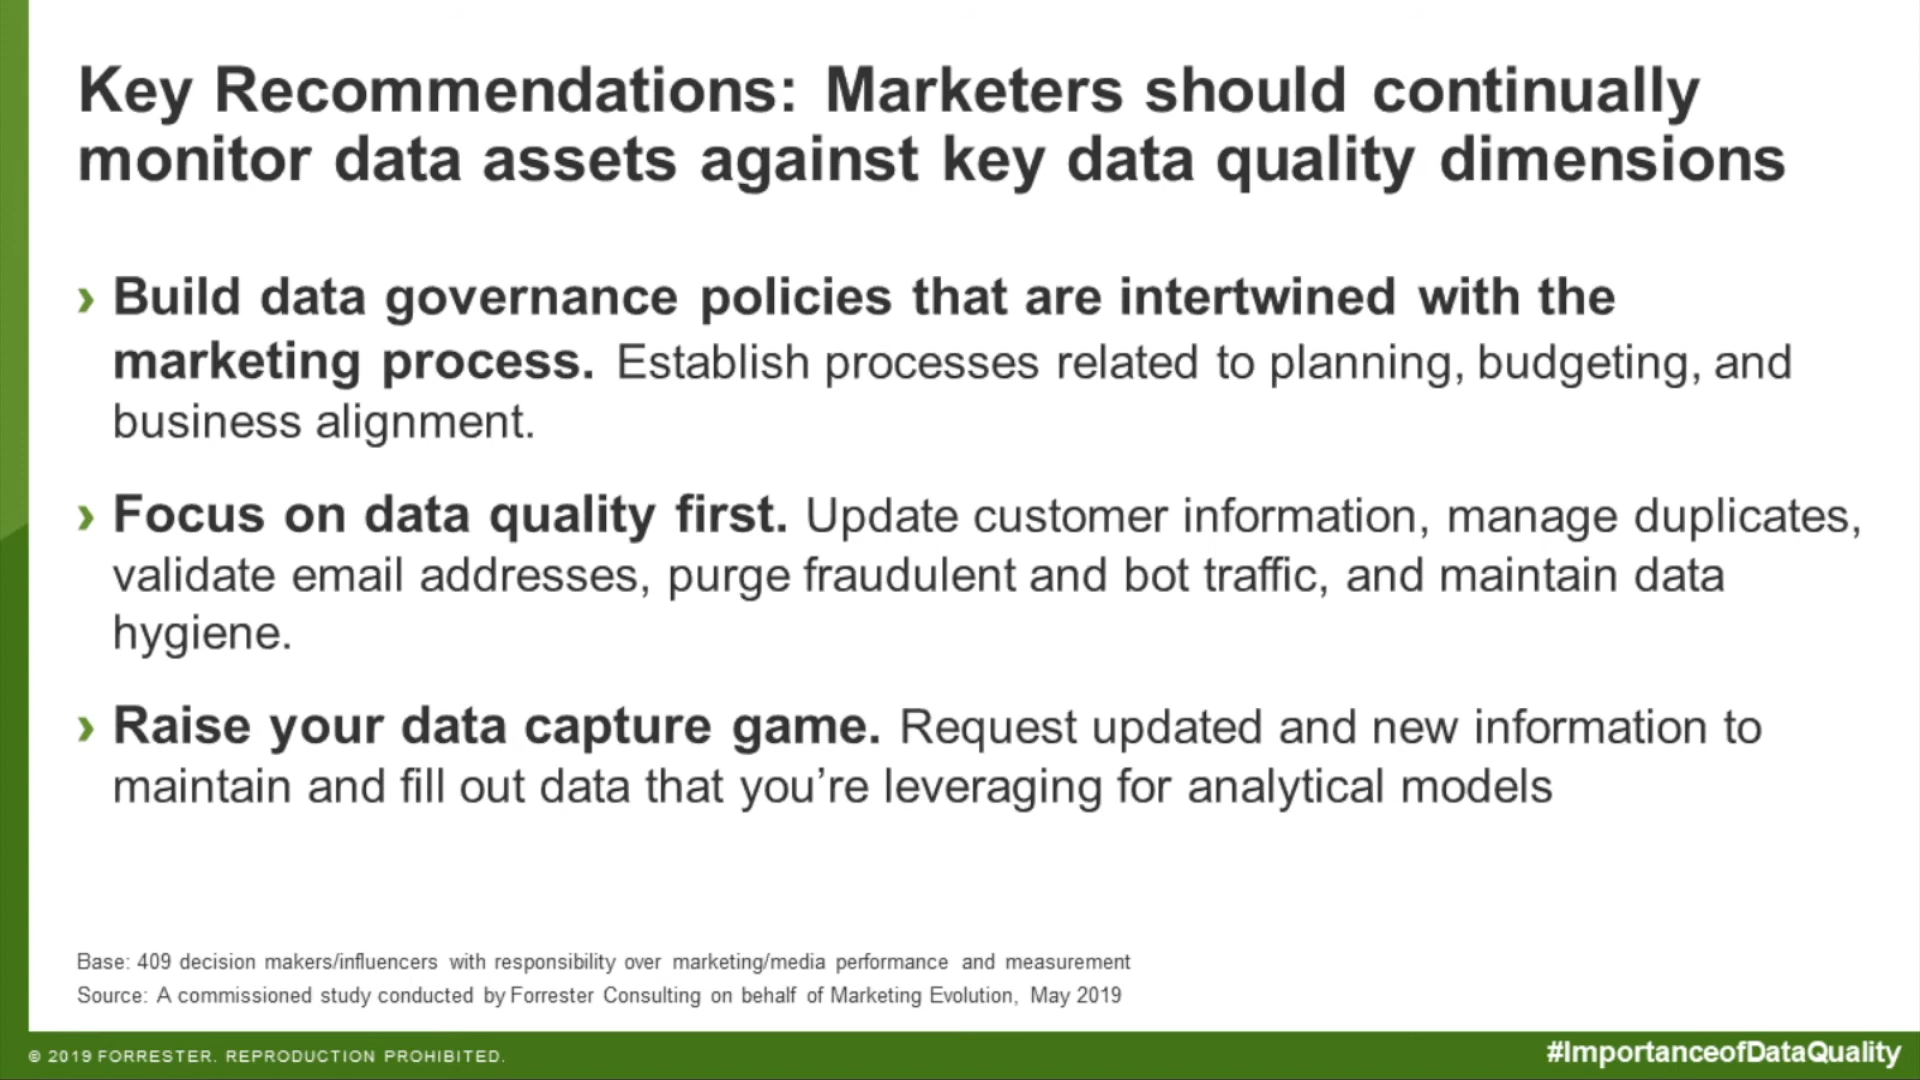 Key Recommendations: Marketers should continually
monitor data assets against key data quality dimensions
› Build data governance policies that are intertwined with the
marketing process. Establish processes related to planning, budgeting, and
business alignment.
› Focus on data quality first. Update customer information, manage duplicates,
validate email addresses, purge fraudulent and bot traffic, and maintain data
hygiene.
› Raise your data capture game. Request updated and new information to
maintain and fill out data that you’re leveraging for analytical models
Base: 409 decision makers/influencers with responsibility over marketing/media performance and measurement
Source: A commissioned study conducted by Forrester Consulting on behalf of Marketing Evolution, May 2019
© 2019 FORRESTER. REPRODUCTION PROHIBITED.
#ImportanceofDataQuality